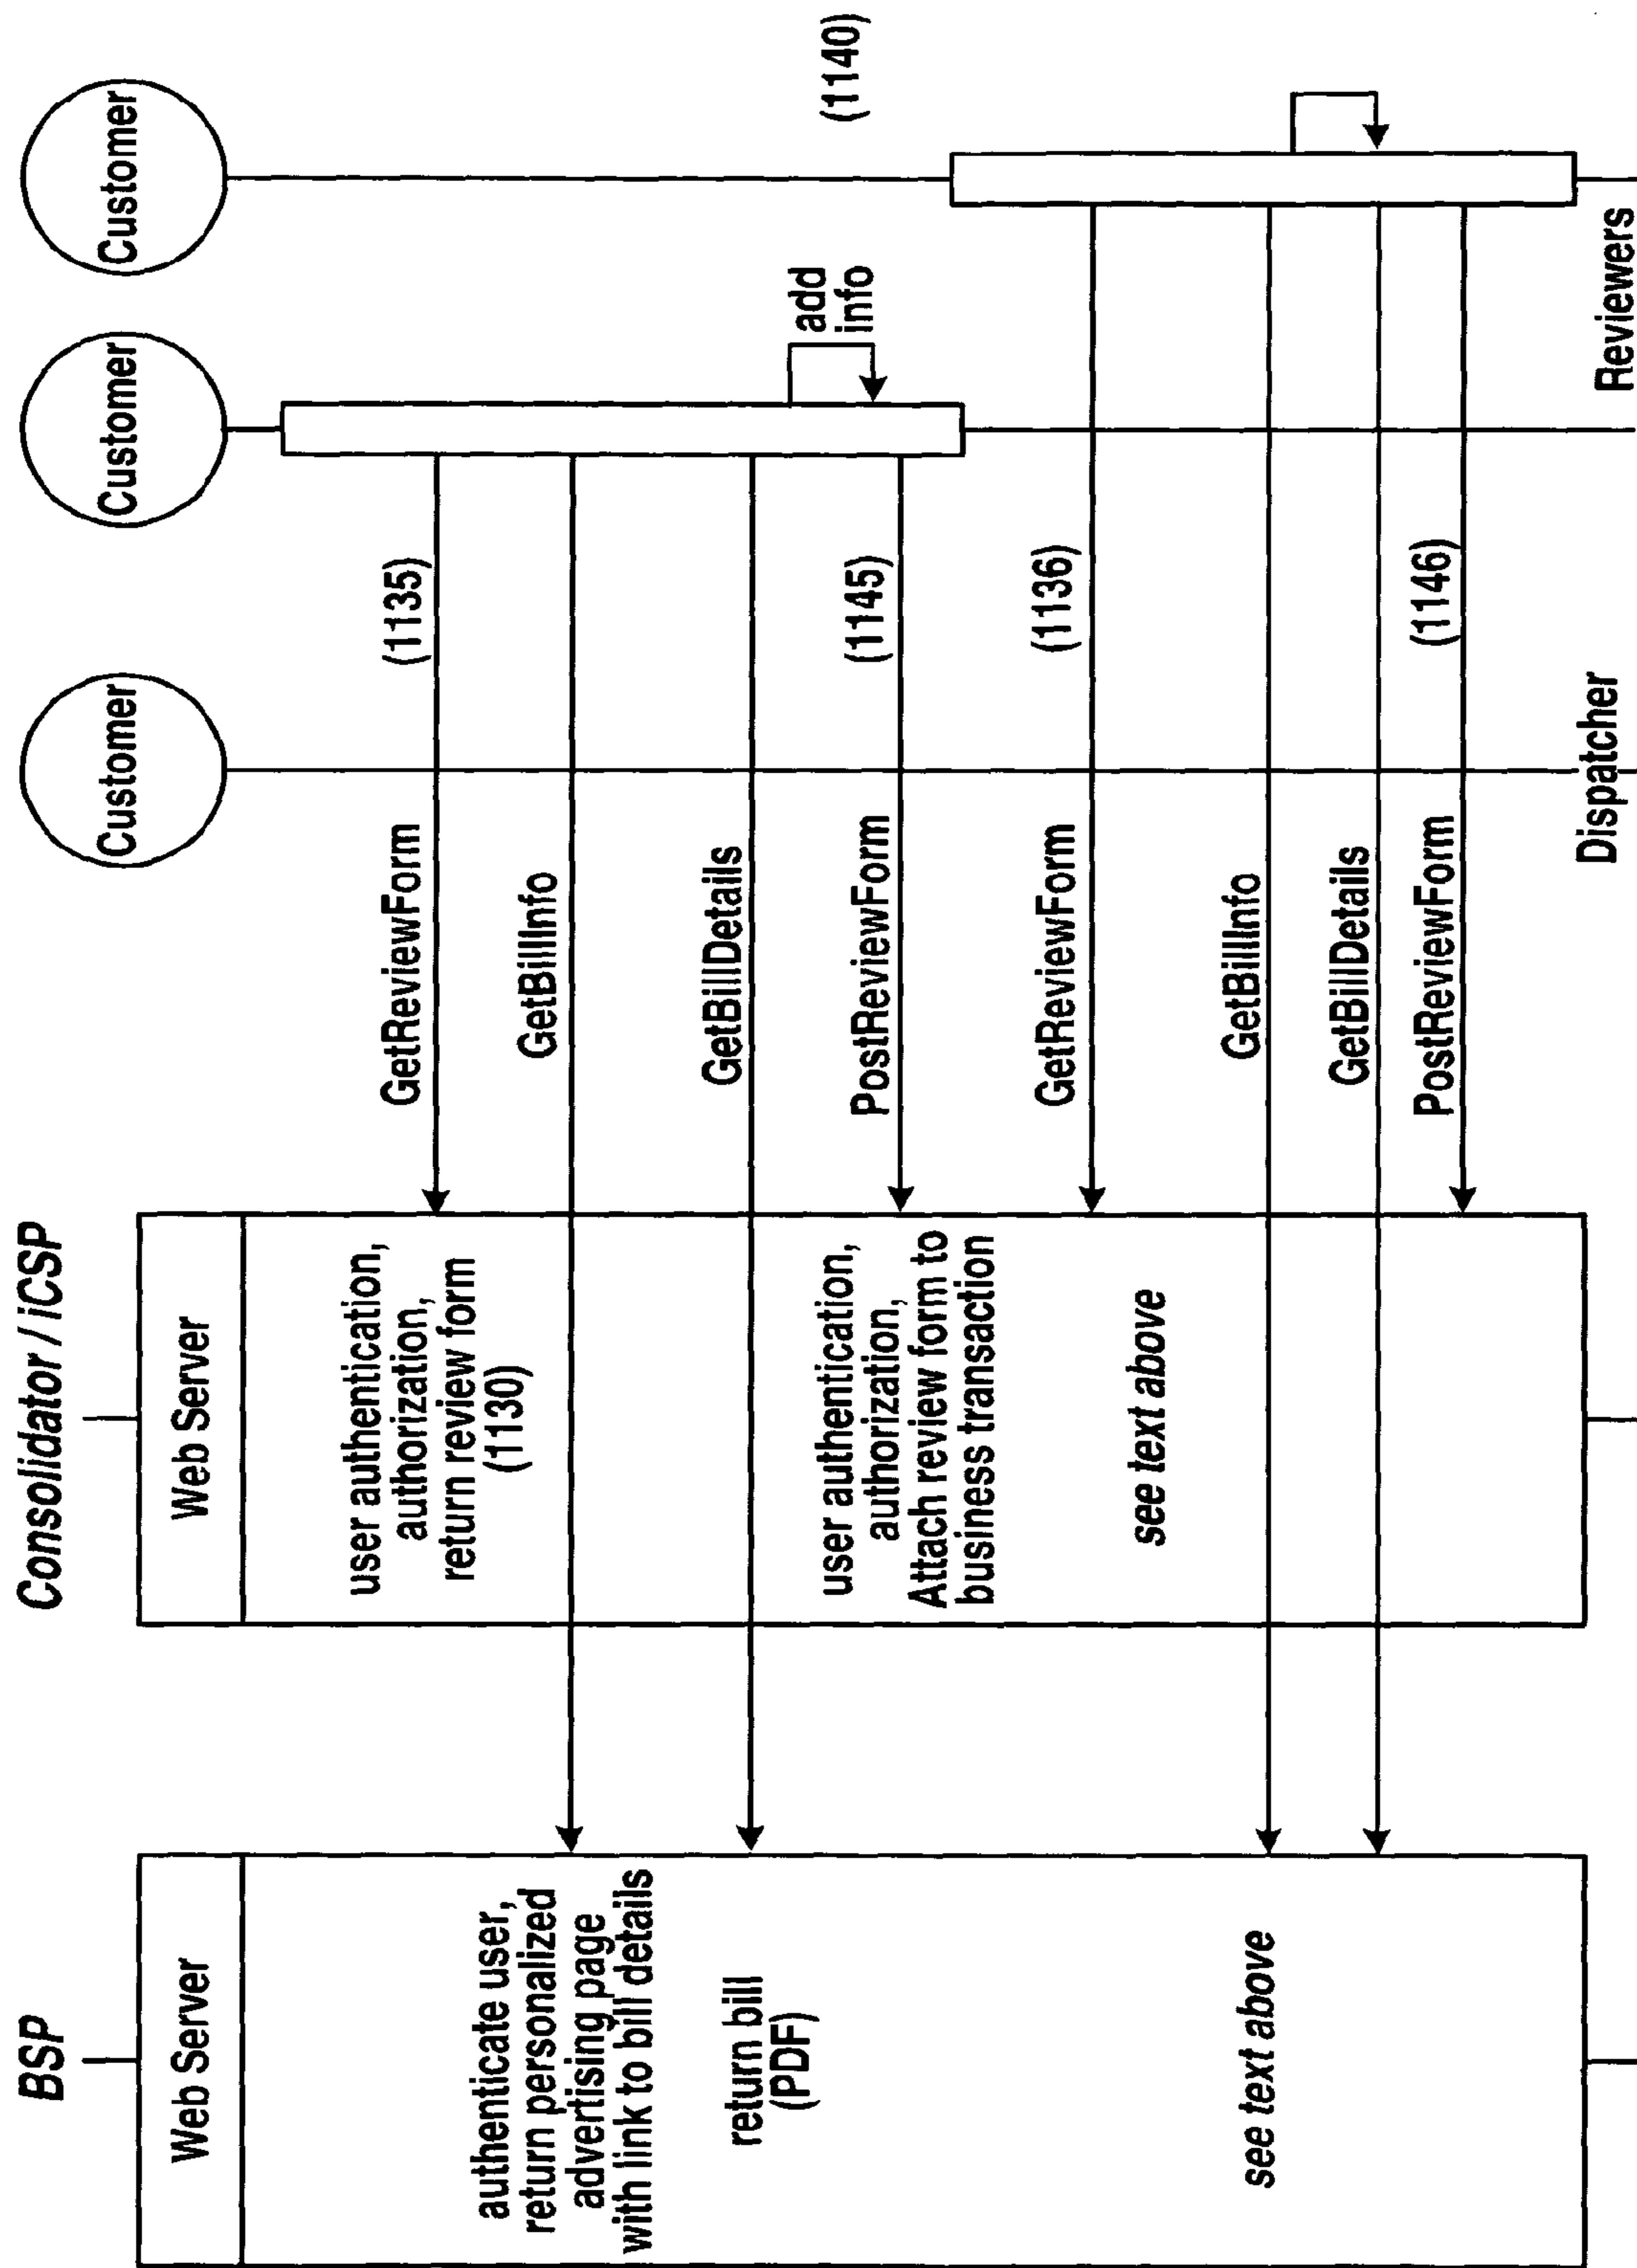 BSP
Consolidator / iCSP
Customer
Customer
Customer
Web Server
Web Server
user authentication,
authorization,
return review form
(1130)
GetReviewForm
(1135)
authenticate user,
return personalized
advertising page
with link to bill details
GetBillInfo
return bill
(PDF)
GetBillDetails
add
info
user authentication,
authorization,
Attach review form to
business transaction
PostReviewForm
(1145)
(1140)
see text above
GetReviewForm
(1136)
see text above
GetBillInfo
GetBillDetails
PostReviewForm
(1146)
Dispatcher
Reviewers